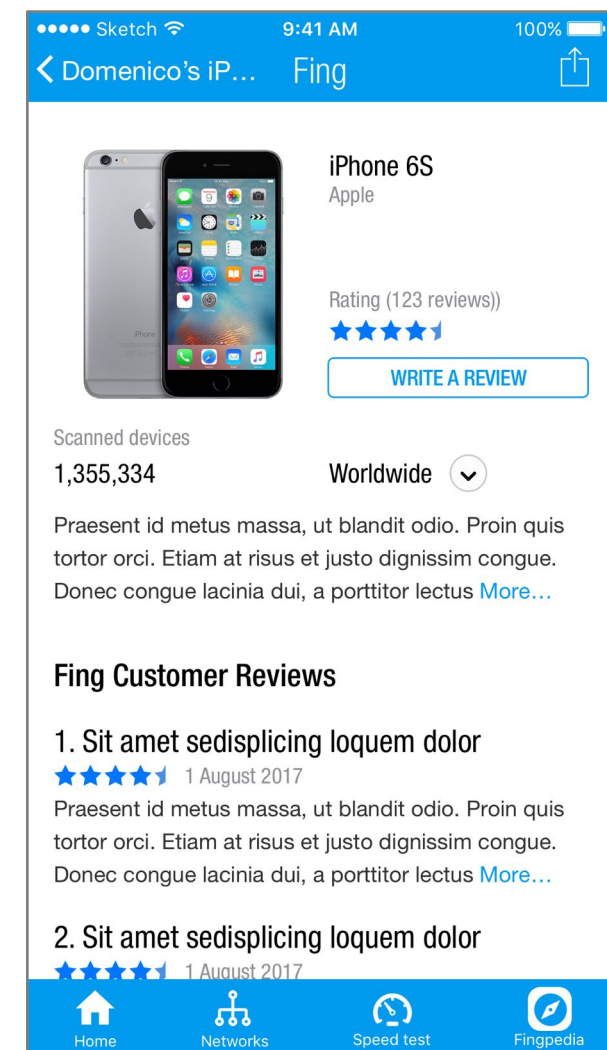 Sketch 9:41 AM 100%
Domenico's iP... Fing
iPhone 6S
Apple
Rating (123 reviews))
WRITE A REVIEW
Scanned devices
1,355,334 Worldwide
Praesent id metus massa, ut blandit odio. Proin quis
tortor orci. Etiam at risus et justo dignissim congue.
Donec congue lacinia dui, a porttitor lectus More...
Fing Customer Reviews
1. Sit amet sedisplicing loquem dolor
1 August 2017
Praesent id metus massa, ut blandit odio. Proin quis
tortor orci. Etiam at risus et justo dignissim congue.
Donec congue lacinia dui, a porttitor lectus More...
2. Sit amet sedisplicing loquem dolor
1 August 2017
Home Networks Speed test Fingpedia